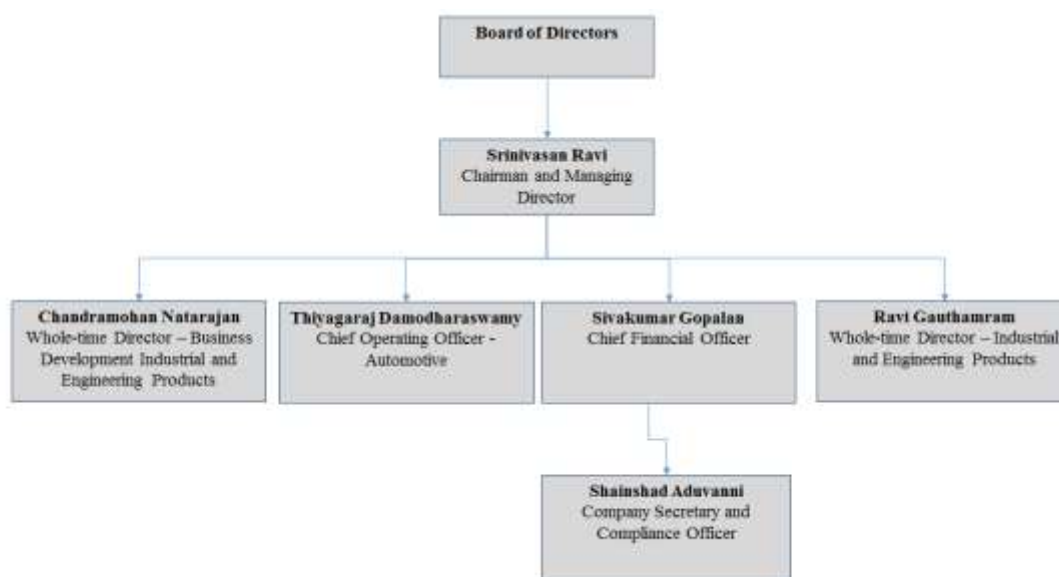 Board of Directors
Srinivasan Ravi
Chairman and Managing
Director
Chandramohan Natarajan
Whole-time Director – Business
Development Industrial and
Engineering Products
Thiyagaraj Damodharaswamy
Chief Operating Officer -
Automotive
Sivakumar Gopalan
Chief Financial Officer
Ravi Gauthamram
Whole-time Director – Industrial
and Engineering Products
Shainshad Aduvanni
Company Secretary and
Compliance Officer